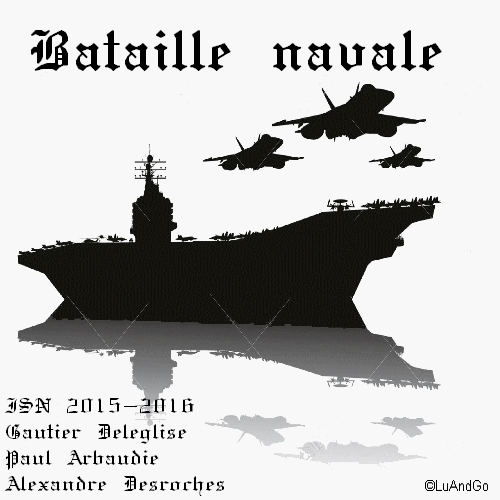 Bataille navale
ISN 2015-2016
Gautier Deleglise
Paul Arbaudie
Alexandre Desroches
©LuAndGo